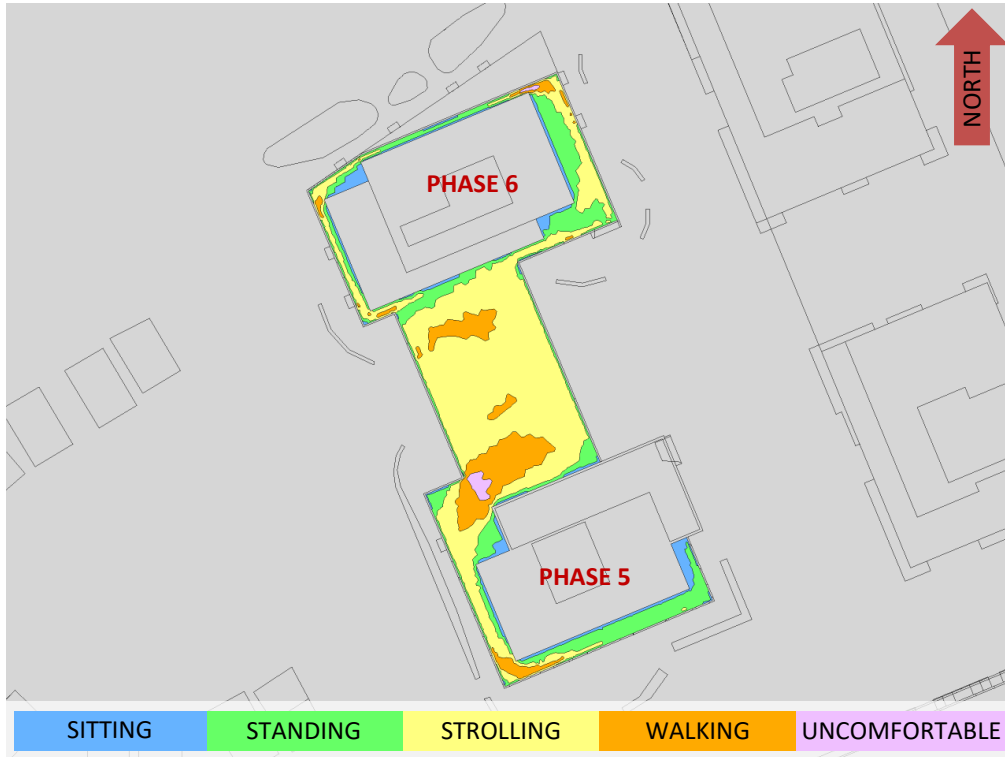 NORTH
PHASE 6
PHASE 5
SITTING
STANDING
STROLLING
WALKING
UNCOMFORTABLE